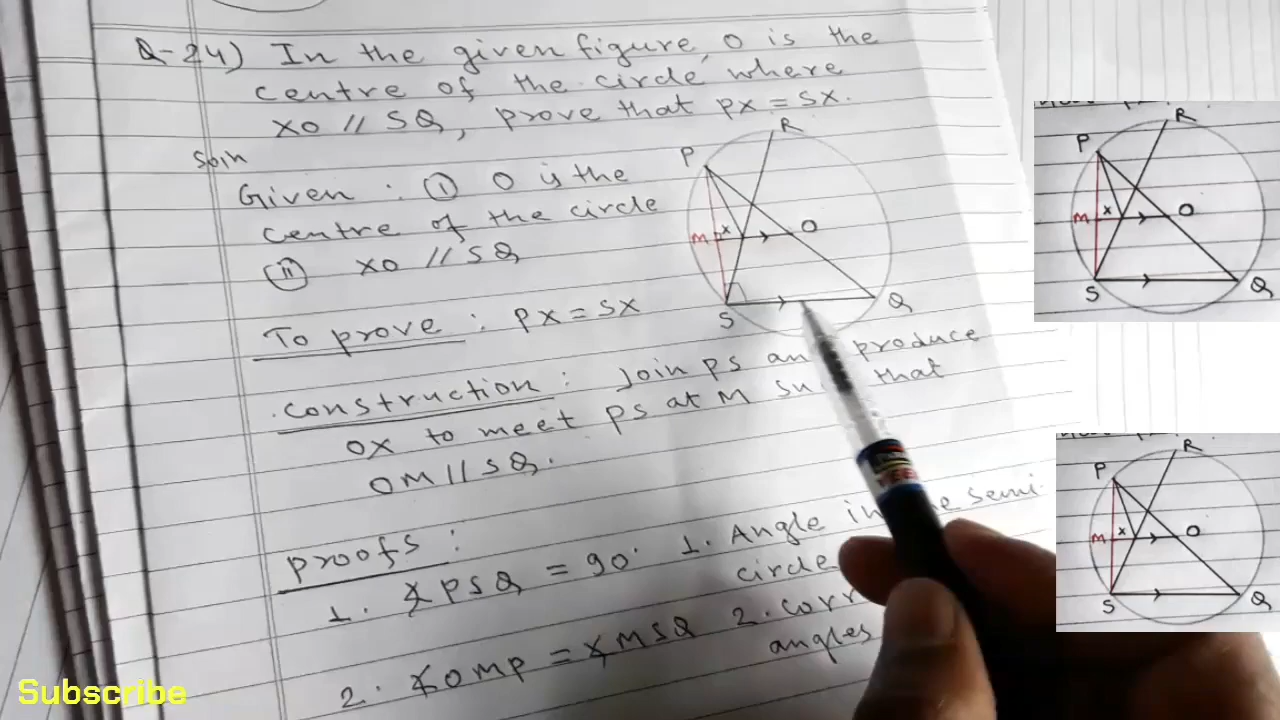 Q-24) In the given figure, O is the
centre of the circle where
XO // SQ, prove that PX = SX.
Soln
Given : ① O is the
centre of the circle
② XO // SQ
To prove : PX = SX
Construction : Join PS and produce
OX to meet PS at M such that
OM // SQ.
Proofs :
1. ∡PSQ = 90° 1. Angle in the semi
circle
2. ∡OMP = ∡MSQ 2. Corr
angles
R
P
M
X
O
S
Q
R
P
M
X
O
S
Q
R
P
M
X
O
S
Q
Subscribe